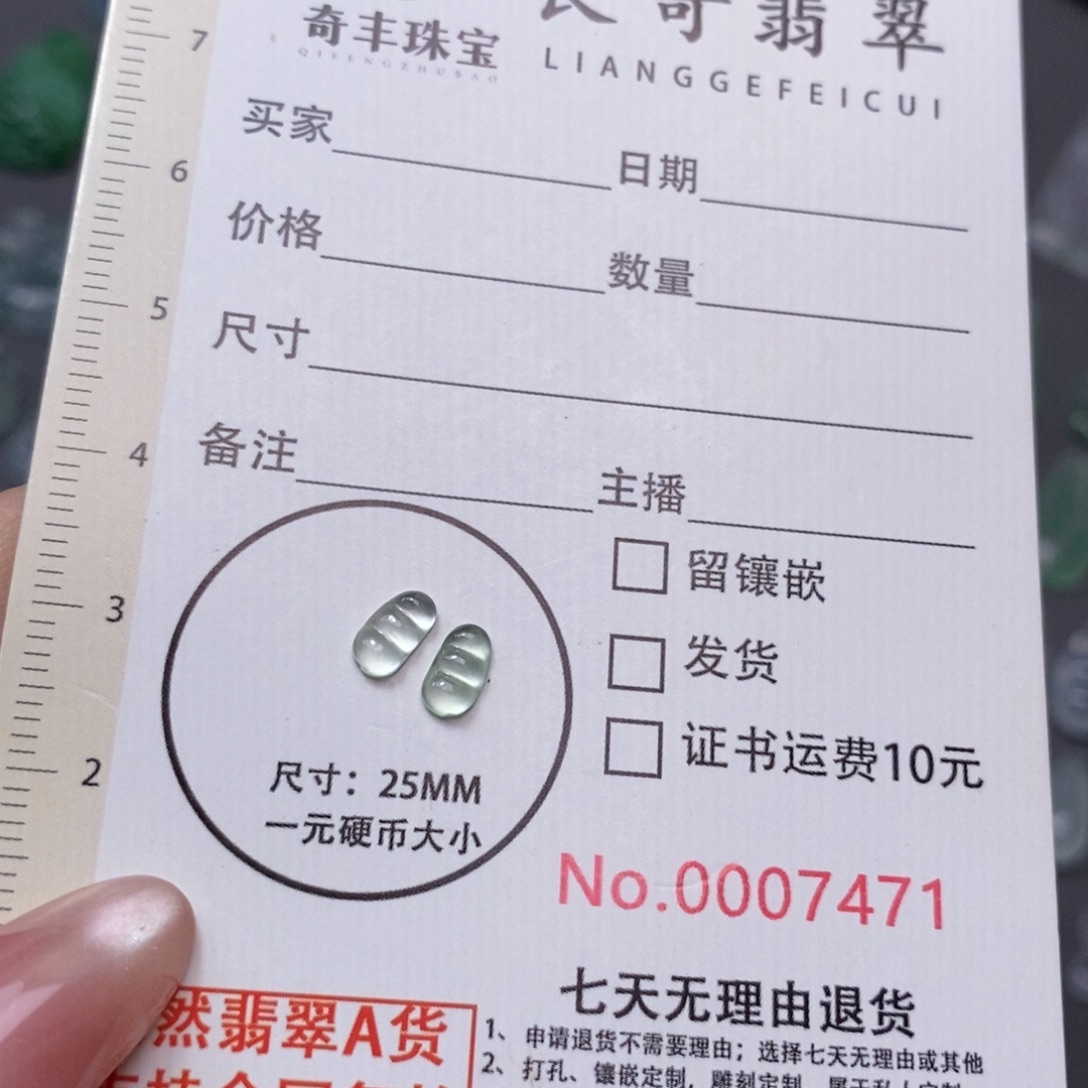 奇丰珠宝
QIFENGZHUBAO
翡翠
LIANGGEFEICUI
买家
日期
价格
数量
尺寸
备注
主播
留镶嵌
发货
证书运费10元
尺寸：25MM
一元硬币大小
No.0007471
然翡翠A货
七天无理由退货
1、申请退货不需要理由；选择七天无理由或其他
2、打孔、镶嵌定制，雕刻定制
7
6
5
4
3
2